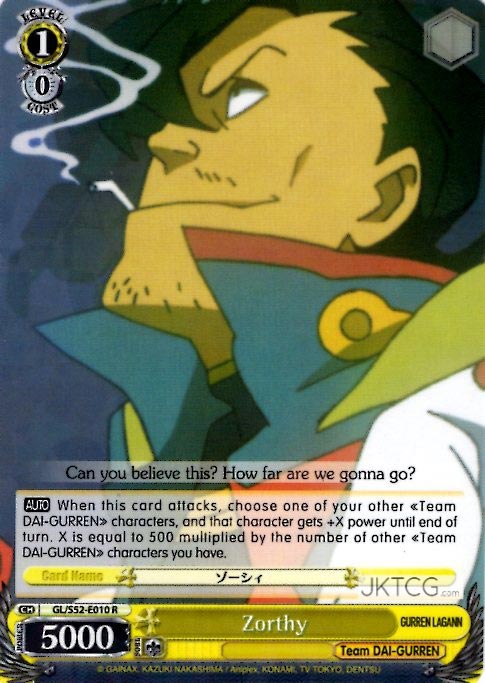 LEVEL
1
0
COST
Can you believe this? How far are we gonna go?
AUTO When this card attacks, choose one of your other «Team
DAI-GURREN» characters, and that character gets +X power until end of
turn. X is equal to 500 multiplied by the number of other «Team
DAI-GURREN» characters you have.
Card Name ゾーシィ
JKTCG.com
CH GL/S52-E010 R
POWER 5000 SOUL Zorthy GURREN LAGANN
Team DAI-GURREN
© GAINAX, KAZUKI NAKASHIMA / Aniplex, KONAMI, TV TOKYO, DENTSU